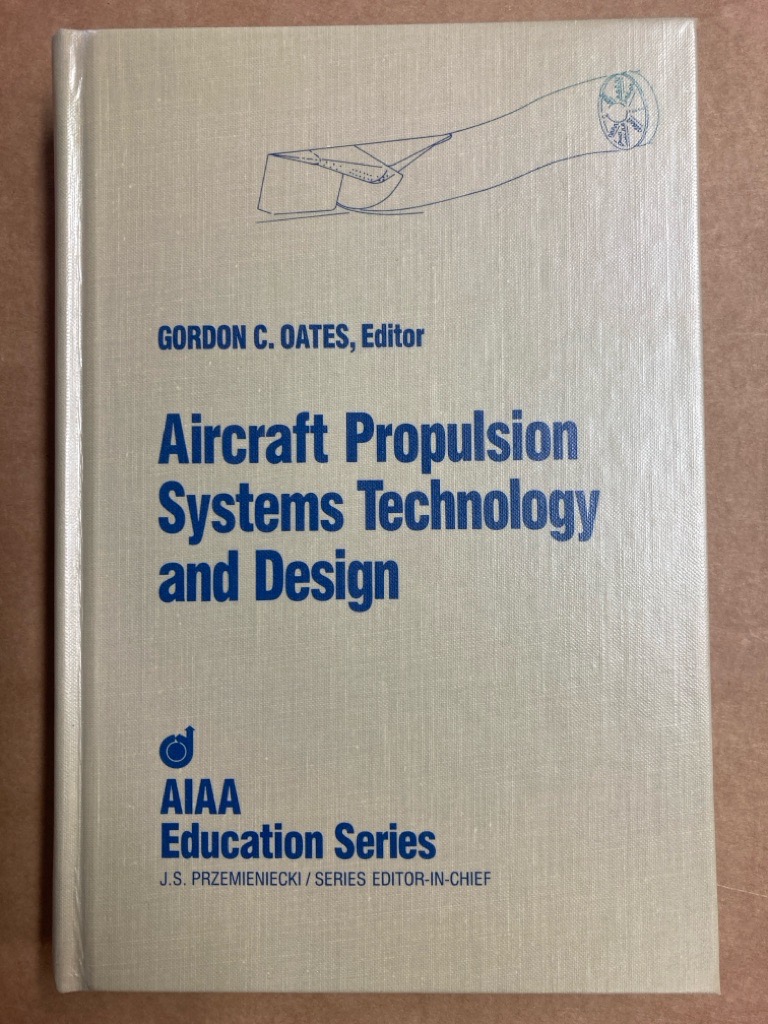 GORDON C. OATES, Editor
Aircraft Propulsion
Systems Technology
and Design
AIAA
Education Series
J.S. PRZEMIENIECKI / SERIES EDITOR-IN-CHIEF